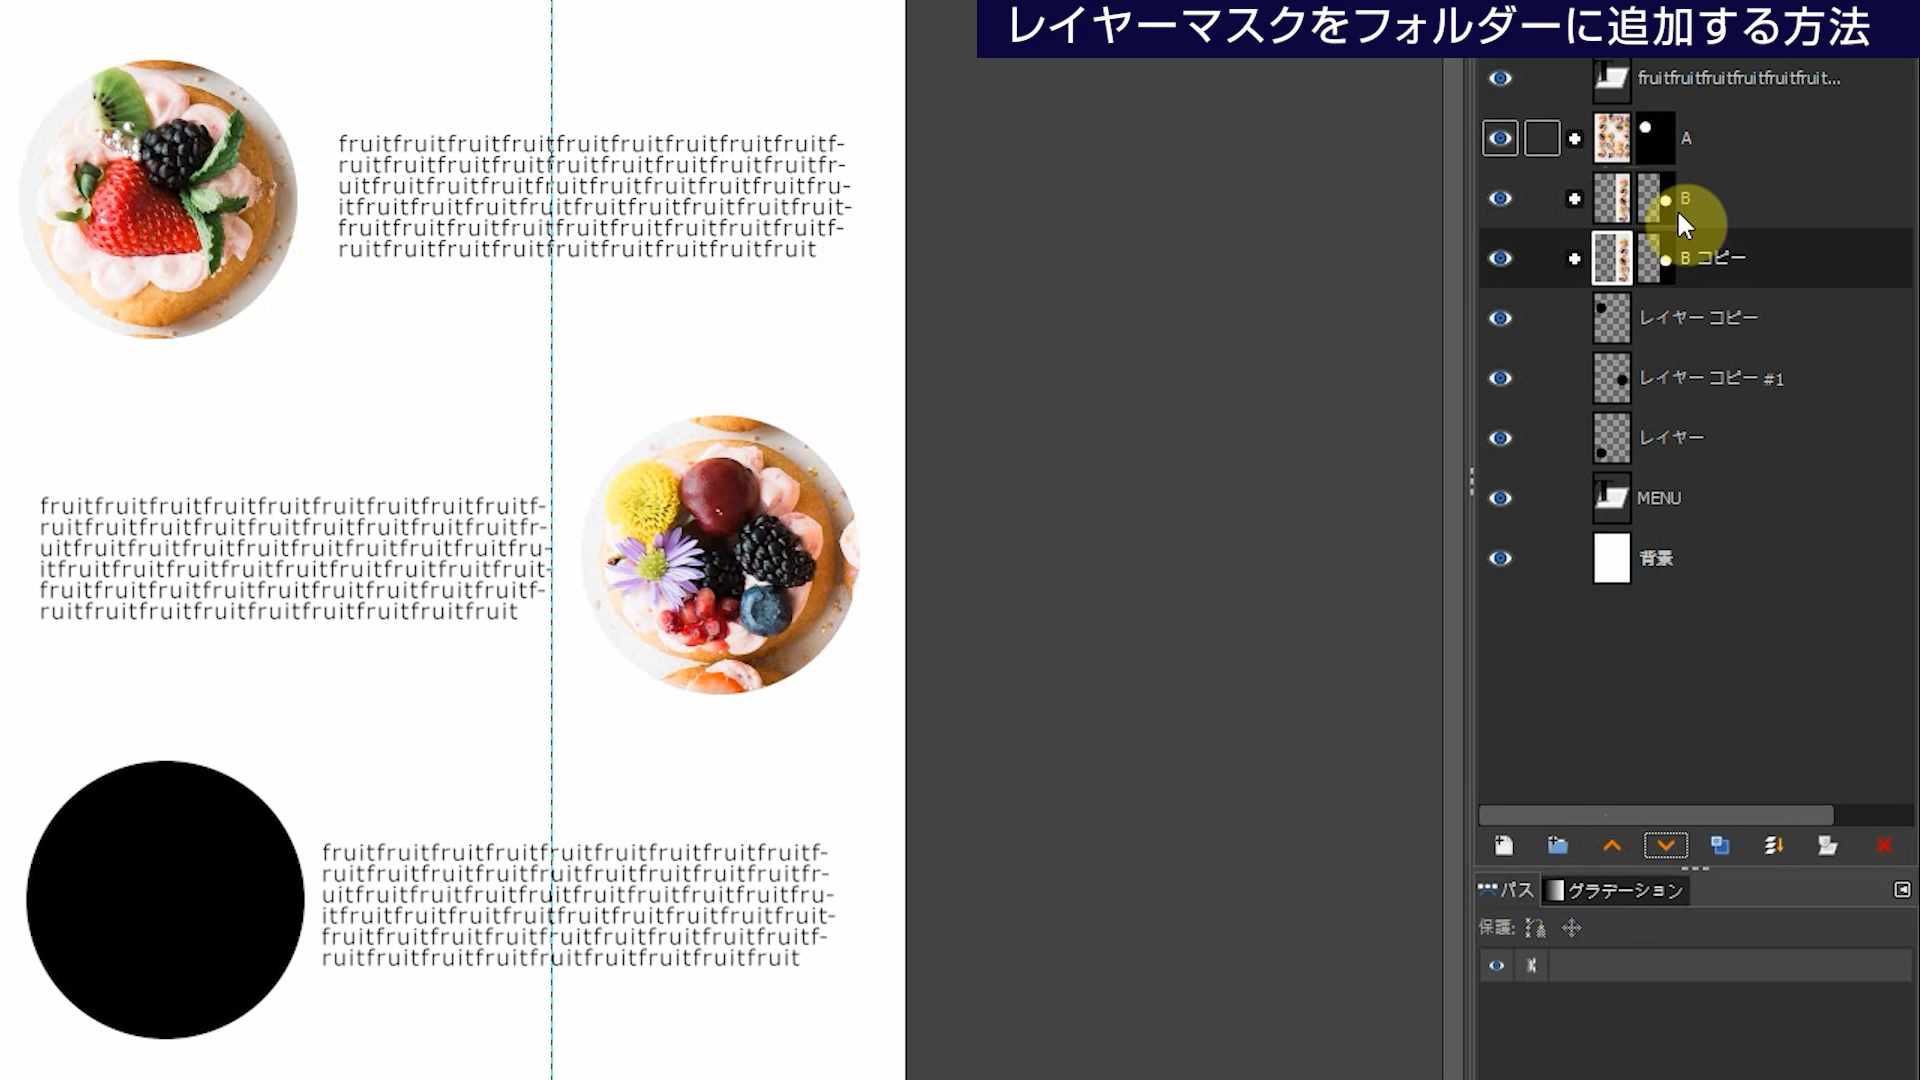 レイヤーマスクをフォルダーに追加する方法
fruitfruitfruitfruitfruitfruit...
A
B
B コピー
レイヤー コピー
レイヤー コピー #1
レイヤー
MENU
背景
パス
グラデーション
保護:
fruitfruitfruitfruitfruitfruitfruitfruitfruitf-
ruitfruitfruitfruitfruitfruitfruitfruitfruitfr-
uitfruitfruitfruitfruitfruitfruitfruitfruitfru-
itfruitfruitfruitfruitfruitfruitfruitfruitfruit-
fruitfruitfruitfruitfruitfruitfruitfruitfruitf-
ruitfruitfruitfruitfruitfruitfruitfruitfruit
fruitfruitfruitfruitfruitfruitfruitfruitfruitf-
ruitfruitfruitfruitfruitfruitfruitfruitfruitfr-
uitfruitfruitfruitfruitfruitfruitfruitfruitfru-
itfruitfruitfruitfruitfruitfruitfruitfruitfruit-
fruitfruitfruitfruitfruitfruitfruitfruitfruitf-
ruitfruitfruitfruitfruitfruitfruitfruitfruit
fruitfruitfruitfruitfruitfruitfruitfruitfruitf-
ruitfruitfruitfruitfruitfruitfruitfruitfruitfr-
uitfruitfruitfruitfruitfruitfruitfruitfruitfru-
itfruitfruitfruitfruitfruitfruitfruitfruitfruit-
fruitfruitfruitfruitfruitfruitfruitfruitfruitf-
ruitfruitfruitfruitfruitfruitfruitfruitfruit